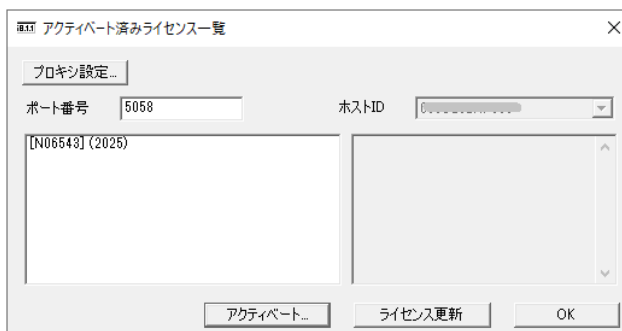 アクティベート済みライセンス一覧
プロキシ設定...
ポート番号 5058 ホストID
[N06543] (2025)
アクティベート... ライセンス更新 OK